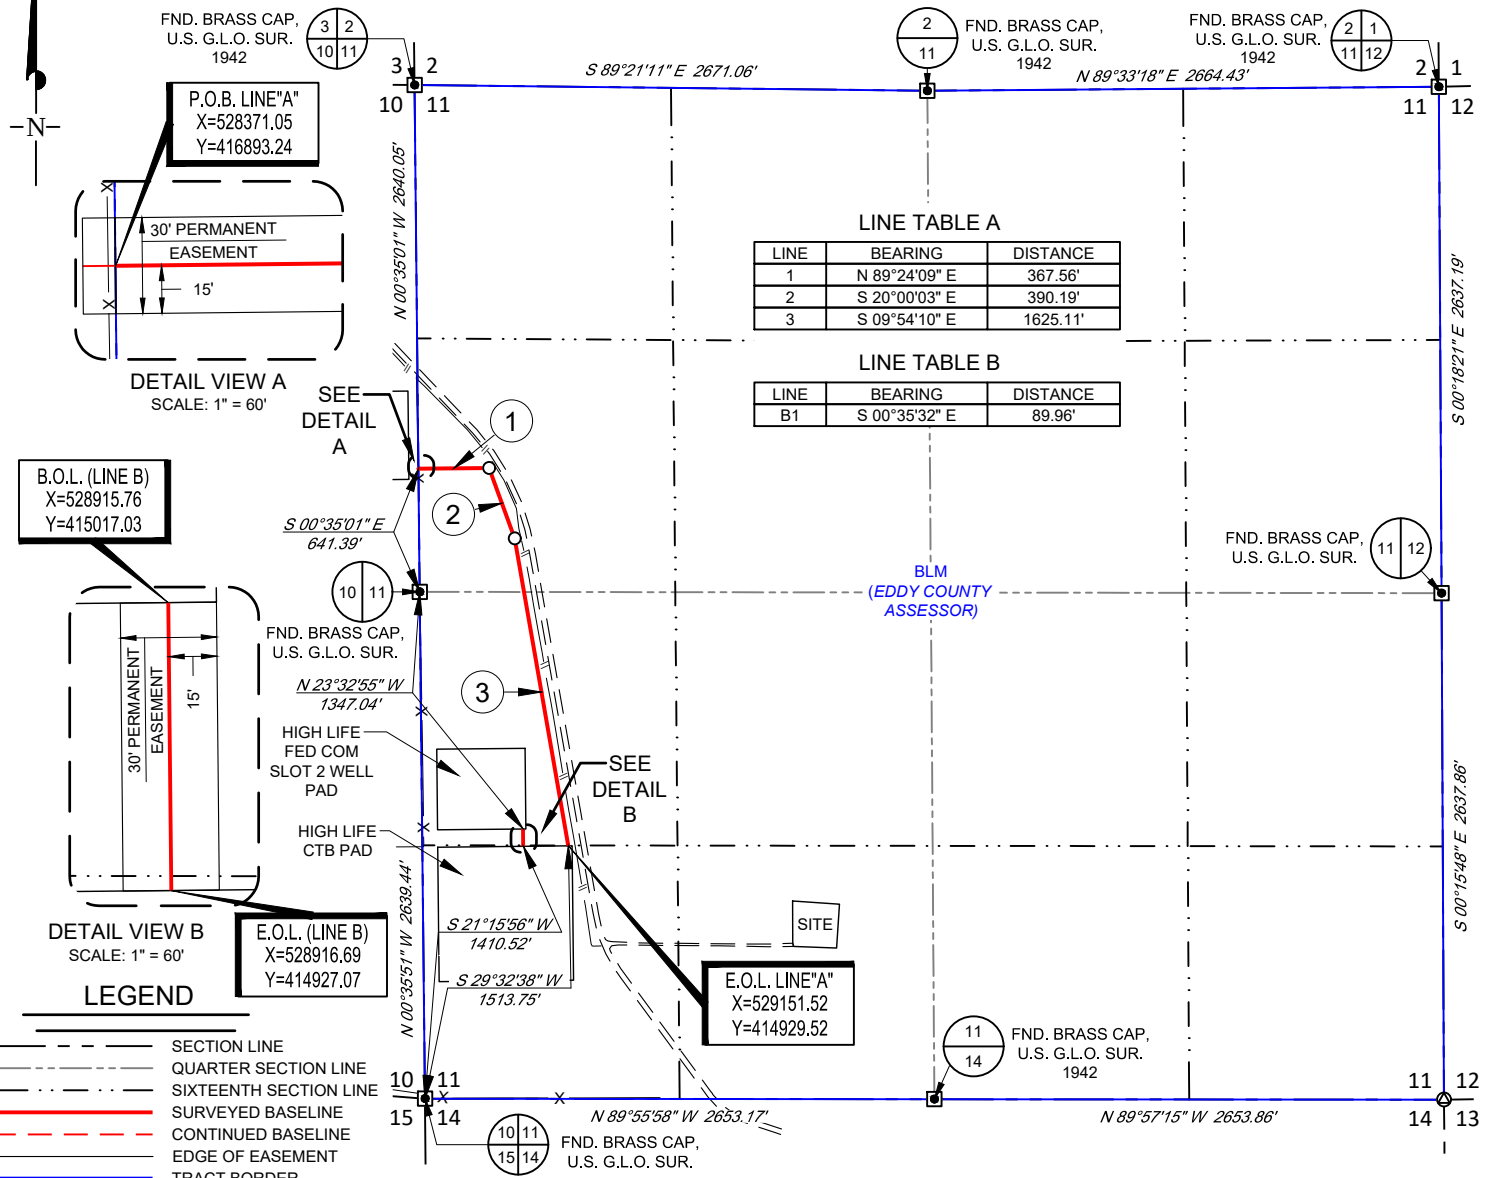 FND. BRASS CAP,
U.S. G.L.O. SUR.
1942
3 2
10 11
3 2
10 11
S 89°21'11" E 2671.06'
2
11
FND. BRASS CAP,
U.S. G.L.O. SUR.
1942
N 89°33'18" E 2664.43'
FND. BRASS CAP,
U.S. G.L.O. SUR.
1942
2 1
11 12
2 1
11 12
-N-
P.O.B. LINE"A"
X=528371.05
Y=416893.24
X
30' PERMANENT
EASEMENT
15'
X
DETAIL VIEW A
SCALE: 1" = 60'
N 00°35'01" W 2640.05'
LINE TABLE A
LINE BEARING DISTANCE
1 N 89°24'09" E 367.56'
2 S 20°00'03" E 390.19'
3 S 09°54'10" E 1625.11'
LINE TABLE B
LINE BEARING DISTANCE
B1 S 00°35'32" E 89.96'
S 00°18'21" E 2637.19'
SEE
DETAIL
A
1
2
3
B.O.L. (LINE B)
X=528915.76
Y=415017.03
S 00°35'01" E
641.39'
10 11
FND. BRASS CAP,
U.S. G.L.O. SUR.
N 23°32'55" W
1347.04'
BLM
(EDDY COUNTY
ASSESSOR)
FND. BRASS CAP,
U.S. G.L.O. SUR.
11 12
30' PERMANENT
EASEMENT
15'
HIGH LIFE
FED COM
SLOT 2 WELL
PAD
HIGH LIFE
CTB PAD
SEE
DETAIL
B
DETAIL VIEW B
SCALE: 1" = 60'
E.O.L. (LINE B)
X=528916.69
Y=414927.07
N 00°35'51" W 2639.44'
S 21°15'56" W
1410.52'
S 29°32'38" W
1513.75'
SITE
E.O.L. LINE"A"
X=529151.52
Y=414929.52
S 00°15'48" E 2637.86'
LEGEND
SECTION LINE
QUARTER SECTION LINE
SIXTEENTH SECTION LINE
SURVEYED BASELINE
CONTINUED BASELINE
EDGE OF EASEMENT
TRACT BORDER
10 11
15 14
10 11
15 14
FND. BRASS CAP,
U.S. G.L.O. SUR.
N 89°55'58" W 2653.17'
11
14
FND. BRASS CAP,
U.S. G.L.O. SUR.
1942
N 89°57'15" W 2653.86'
11 12
14 13